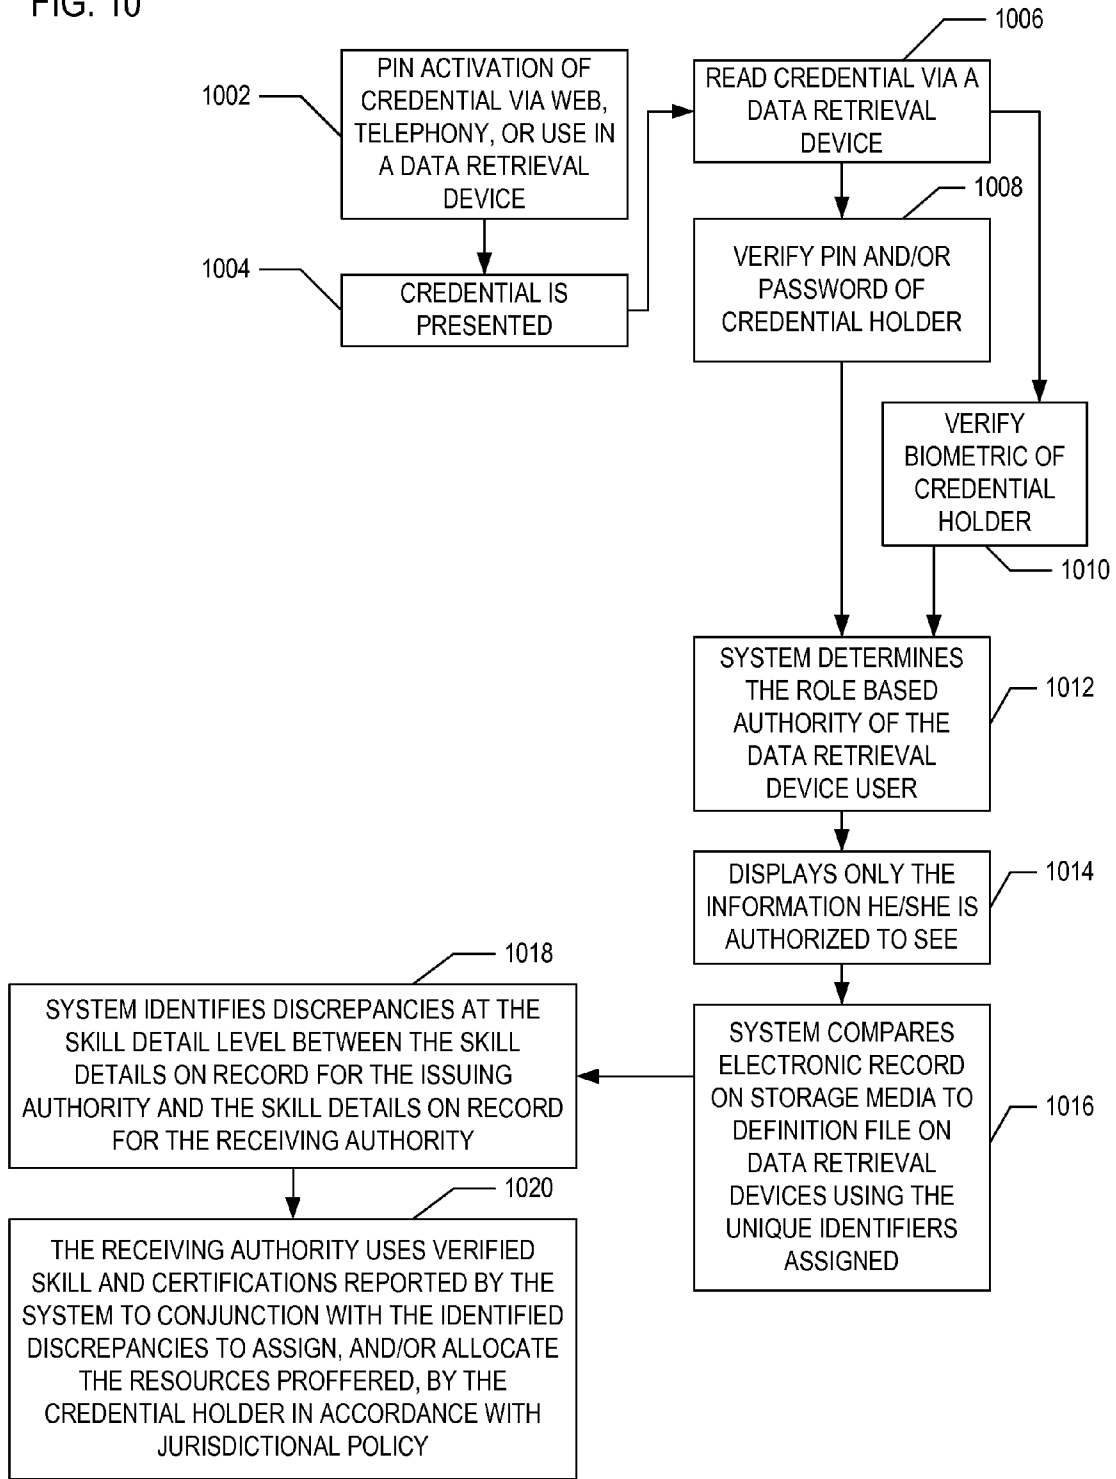 FIG. 10
1002
PIN ACTIVATION OF
CREDENTIAL VIA WEB,
TELEPHONY, OR USE IN
A DATA RETRIEVAL
DEVICE
1004
CREDENTIAL IS
PRESENTED
1006
READ CREDENTIAL VIA A
DATA RETRIEVAL
DEVICE
1008
VERIFY PIN AND/OR
PASSWORD OF
CREDENTIAL HOLDER
VERIFY
BIOMETRIC OF
CREDENTIAL
HOLDER
1010
SYSTEM DETERMINES
THE ROLE BASED
AUTHORITY OF THE
DATA RETRIEVAL
DEVICE USER
1012
DISPLAYS ONLY THE
INFORMATION HE/SHE IS
AUTHORIZED TO SEE
1014
SYSTEM COMPARES
ELECTRONIC RECORD
ON STORAGE MEDIA TO
DEFINITION FILE ON
DATA RETRIEVAL
DEVICES USING THE
UNIQUE IDENTIFIERS
ASSIGNED
1016
1018
SYSTEM IDENTIFIES DISCREPANCIES AT THE
SKILL DETAIL LEVEL BETWEEN THE SKILL
DETAILS ON RECORD FOR THE ISSUING
AUTHORITY AND THE SKILL DETAILS ON RECORD
FOR THE RECEIVING AUTHORITY
1020
THE RECEIVING AUTHORITY USES VERIFIED
SKILL AND CERTIFICATIONS REPORTED BY THE
SYSTEM TO CONJUNCTION WITH THE IDENTIFIED
DISCREPANCIES TO ASSIGN, AND/OR ALLOCATE
THE RESOURCES PROFFERED, BY THE
CREDENTIAL HOLDER IN ACCORDANCE WITH
JURISDICTIONAL POLICY